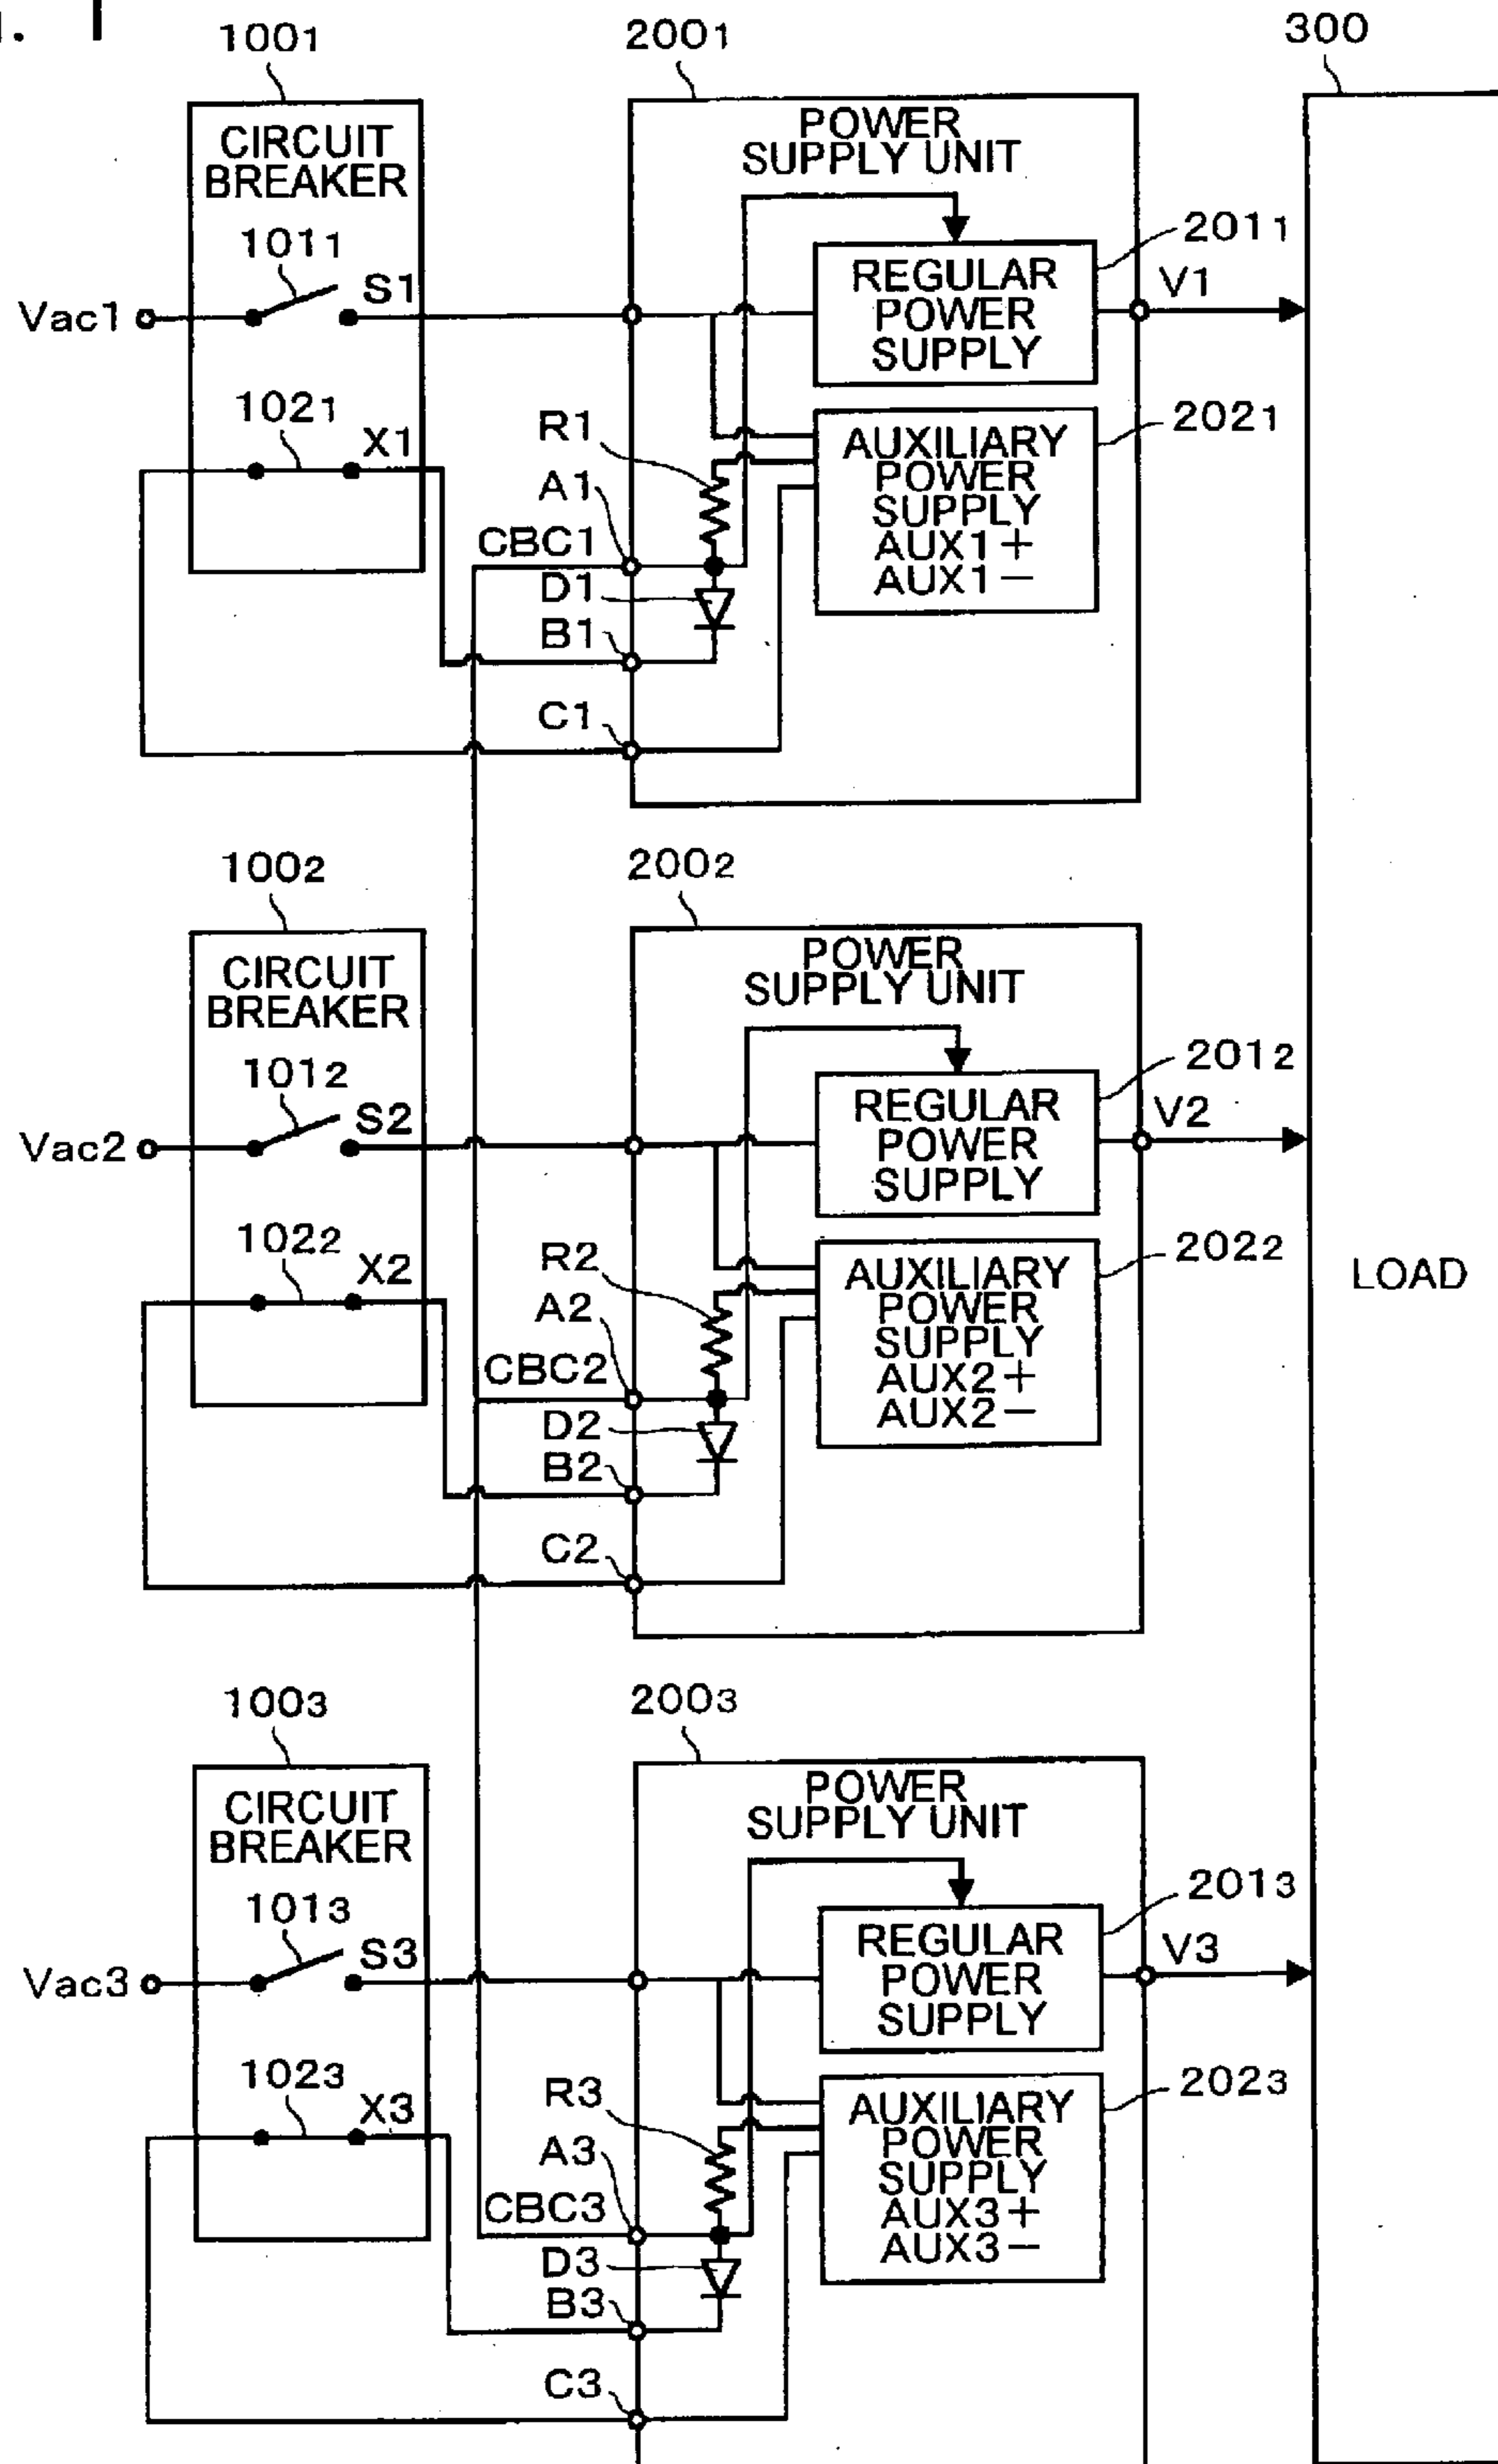 . 1
1001
2001
300
CIRCUIT
BREAKER
POWER
SUPPLY UNIT
1011
S1
Vac1
2011
REGULAR
POWER
SUPPLY
V1
1021
X1
R1
A1
2021
AUXILIARY
POWER
SUPPLY
AUX1+
AUX1-
CBC1
D1
B1
C1
1002
2002
CIRCUIT
BREAKER
POWER
SUPPLY UNIT
1012
S2
Vac2
2012
REGULAR
POWER
SUPPLY
V2
1022
X2
R2
A2
2022
AUXILIARY
POWER
SUPPLY
AUX2+
AUX2-
LOAD
CBC2
D2
B2
C2
1003
2003
CIRCUIT
BREAKER
POWER
SUPPLY UNIT
1013
S3
Vac3
2013
REGULAR
POWER
SUPPLY
V3
1023
X3
R3
A3
2023
AUXILIARY
POWER
SUPPLY
AUX3+
AUX3-
CBC3
D3
B3
C3